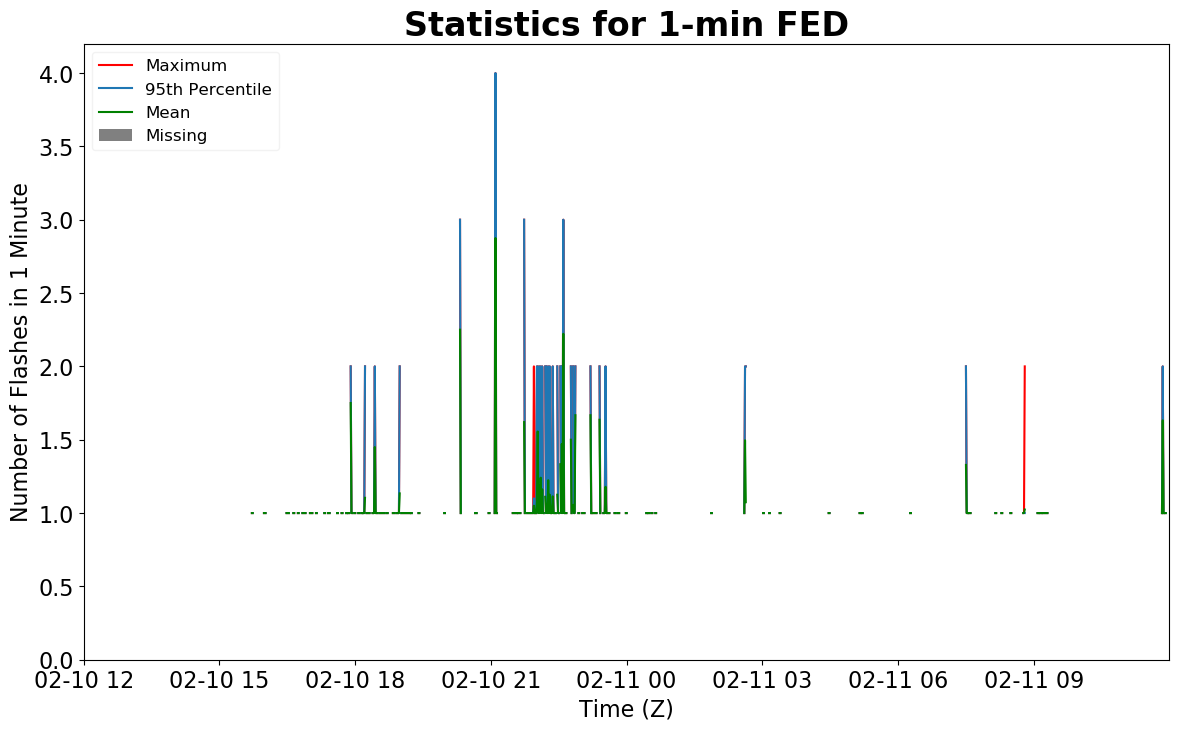 Statistics for 1-min FED
Maximum
95th Percentile
Mean
Missing
Number of Flashes in 1 Minute
4.0
3.5
3.0
2.5
2.0
1.5
1.0
0.5
0.0
02-10 12 02-10 15 02-10 18 02-10 21 02-11 00 02-11 03 02-11 06 02-11 09
Time (Z)